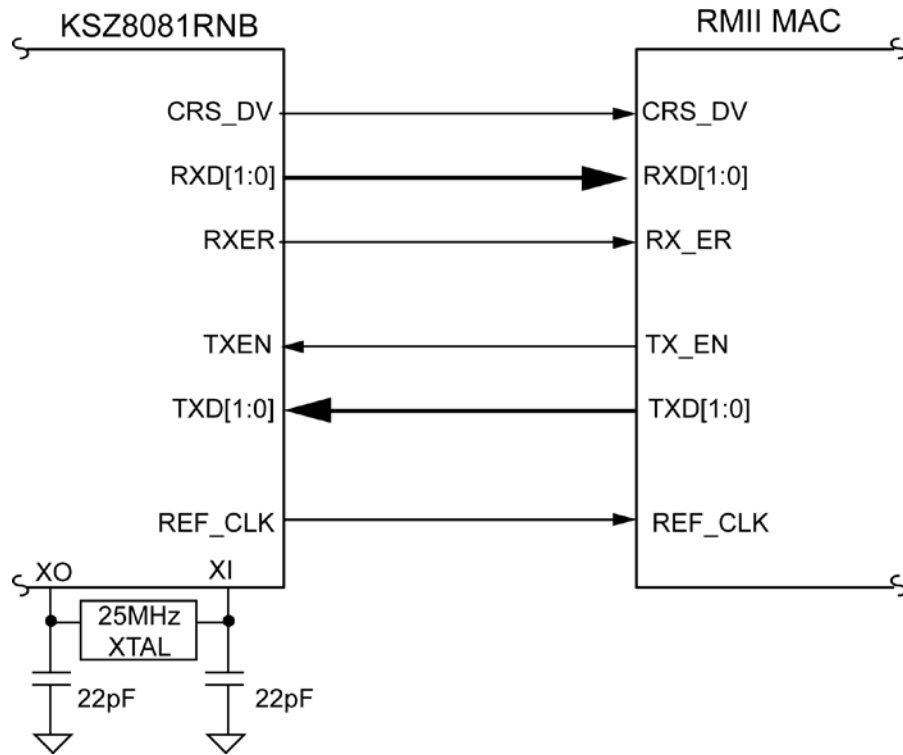 KSZ8081RNB RMII MAC
CRS_DV CRS_DV
RXD[1:0] RXD[1:0]
RXER RX_ER
TXEN TX_EN
TXD[1:0] TXD[1:0]
REF_CLK REF_CLK
XO XI
25MHz
XTAL
22pF 22pF